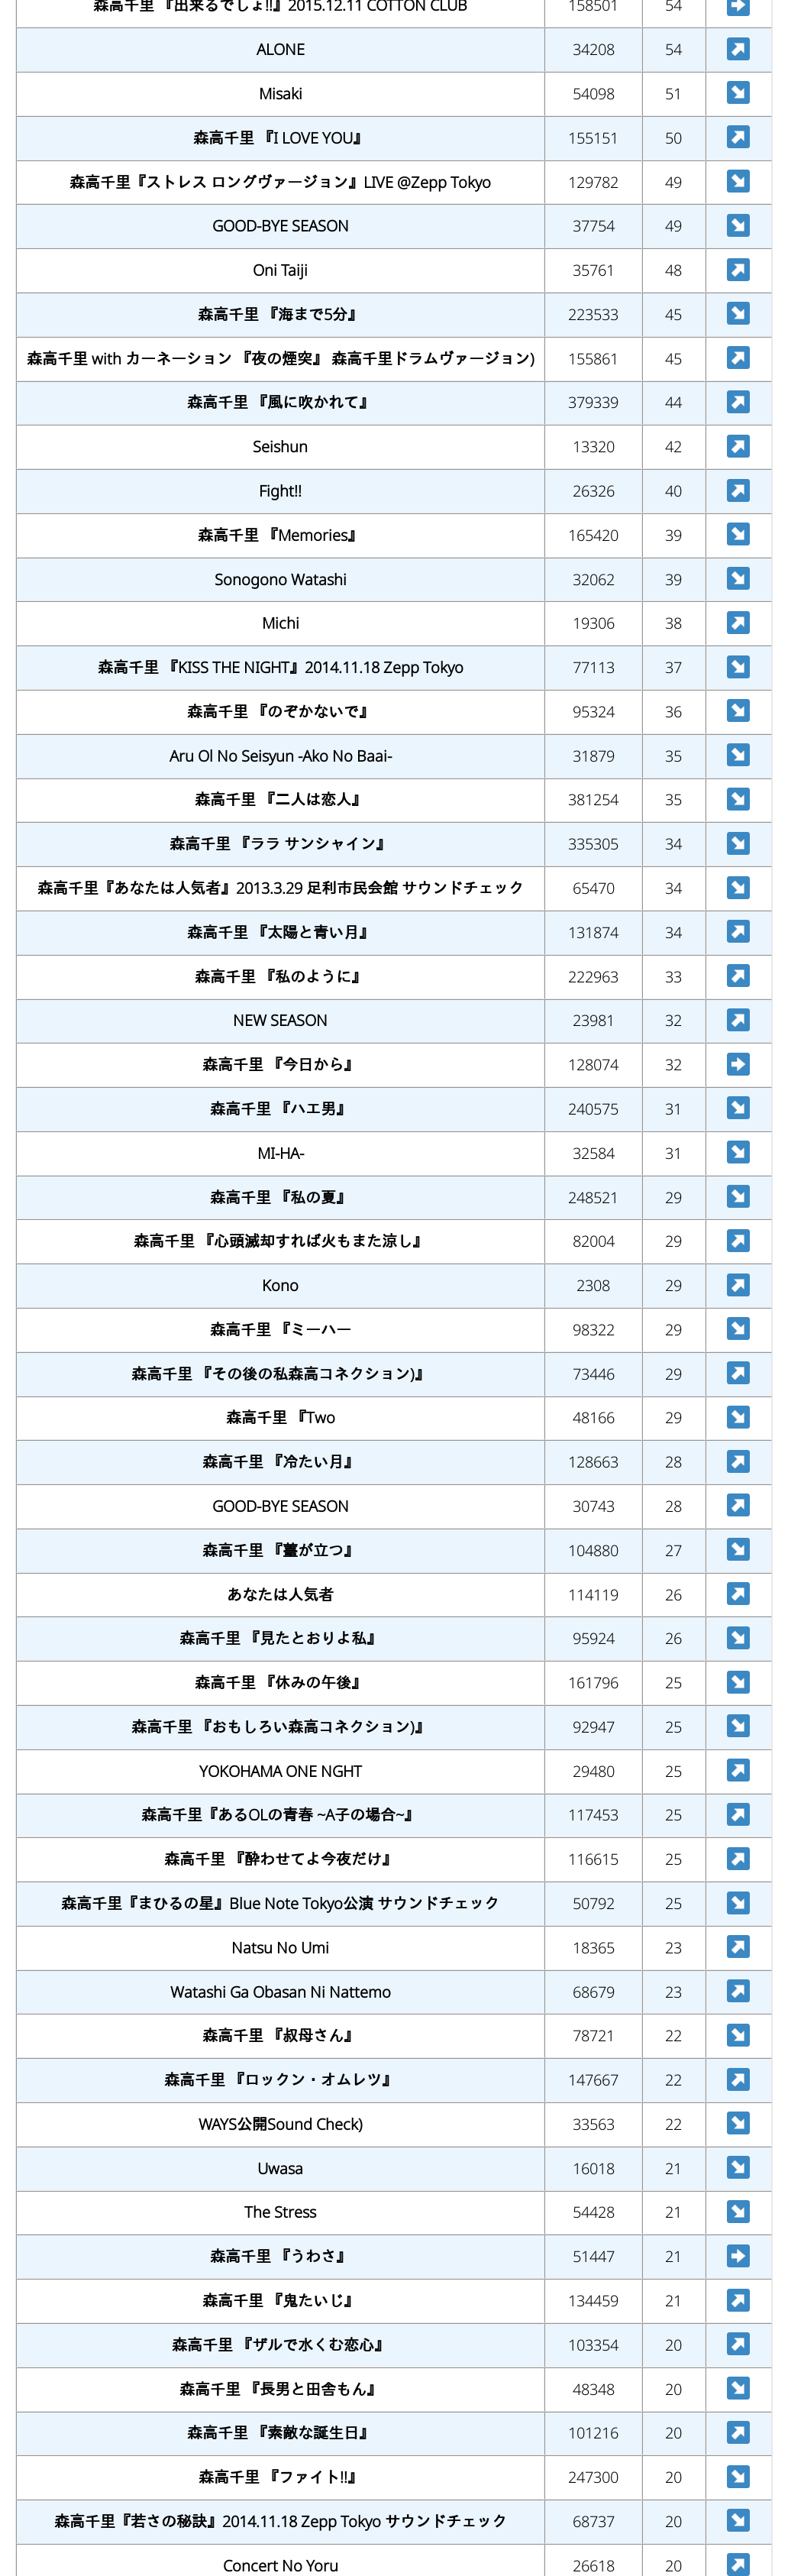 森高千里 『出来るでしょ!!』2015.12.11 COTTON CLUB 158501 54
ALONE 34208 54
Misaki 54098 51
森高千里 『I LOVE YOU』 155151 50
森高千里『ストレス ロングヴァージョン』LIVE @Zepp Tokyo 129782 49
GOOD-BYE SEASON 37754 49
Oni Taiji 35761 48
森高千里 『海まで5分』 223533 45
森高千里 with カーネーション 『夜の煙突』 森高千里ドラムヴァージョン) 155861 45
森高千里 『風に吹かれて』 379339 44
Seishun 13320 42
Fight!! 26326 40
森高千里 『Memories』 165420 39
Sonogono Watashi 32062 39
Michi 19306 38
森高千里 『KISS THE NIGHT』2014.11.18 Zepp Tokyo 77113 37
森高千里 『のぞかないで』 95324 36
Aru Ol No Seisyun -Ako No Baai- 31879 35
森高千里 『二人は恋人』 381254 35
森高千里 『ララ サンシャイン』 335305 34
森高千里『あなたは人気者』2013.3.29 足利市民会館 サウンドチェック 65470 34
森高千里 『太陽と青い月』 131874 34
森高千里 『私のように』 222963 33
NEW SEASON 23981 32
森高千里 『今日から』 128074 32
森高千里 『ハエ男』 240575 31
MI-HA- 32584 31
森高千里 『私の夏』 248521 29
森高千里 『心頭滅却すれば火もまた涼し』 82004 29
Kono 2308 29
森高千里 『ミーハー 98322 29
森高千里 『その後の私森高コネクション)』 73446 29
森高千里 『Two 48166 29
森高千里 『冷たい月』 128663 28
GOOD-BYE SEASON 30743 28
森高千里 『薹が立つ』 104880 27
あなたは人気者 114119 26
森高千里 『見たとおりよ私』 95924 26
森高千里 『休みの午後』 161796 25
森高千里 『おもしろい森高コネクション)』 92947 25
YOKOHAMA ONE NGHT 29480 25
森高千里『あるOLの青春 ~A子の場合~』 117453 25
森高千里 『酔わせてよ今夜だけ』 116615 25
森高千里『まひるの星』Blue Note Tokyo公演 サウンドチェック 50792 25
Natsu No Umi 18365 23
Watashi Ga Obasan Ni Nattemo 68679 23
森高千里 『叔母さん』 78721 22
森高千里 『ロックン・オムレツ』 147667 22
WAYS公開Sound Check) 33563 22
Uwasa 16018 21
The Stress 54428 21
森高千里 『うわさ』 51447 21
森高千里 『鬼たいじ』 134459 21
森高千里 『ザルで水くむ恋心』 103354 20
森高千里 『長男と田舎もん』 48348 20
森高千里 『素敵な誕生日』 101216 20
森高千里 『ファイト!!』 247300 20
森高千里『若さの秘訣』2014.11.18 Zepp Tokyo サウンドチェック 68737 20
Concert No Yoru 26618 20